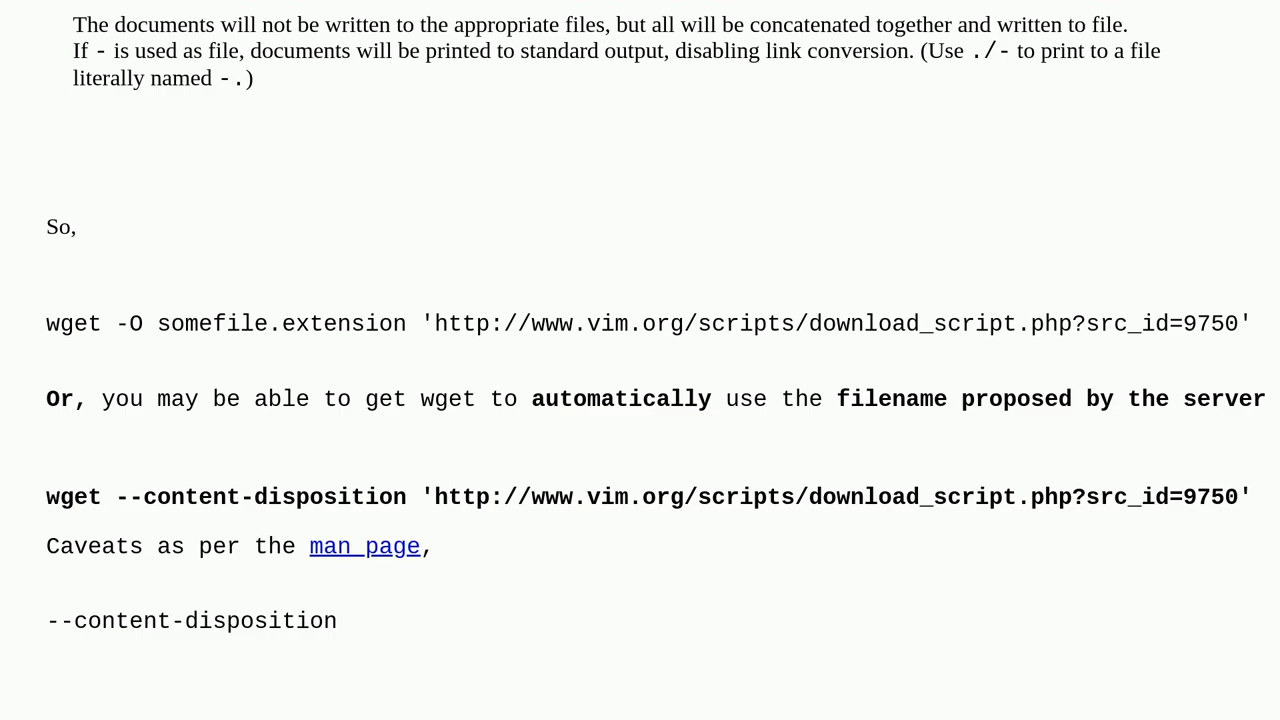 The documents will not be written to the appropriate files, but all will be concatenated together and written to file.
If - is used as file, documents will be printed to standard output, disabling link conversion. (Use ./- to print to a file
literally named -.)
So,
wget -O somefile.extension 'http://www.vim.org/scripts/download_script.php?src_id=9750'
Or, you may be able to get wget to automatically use the filename proposed by the server
wget --content-disposition 'http://www.vim.org/scripts/download_script.php?src_id=9750'
Caveats as per the man page,
--content-disposition